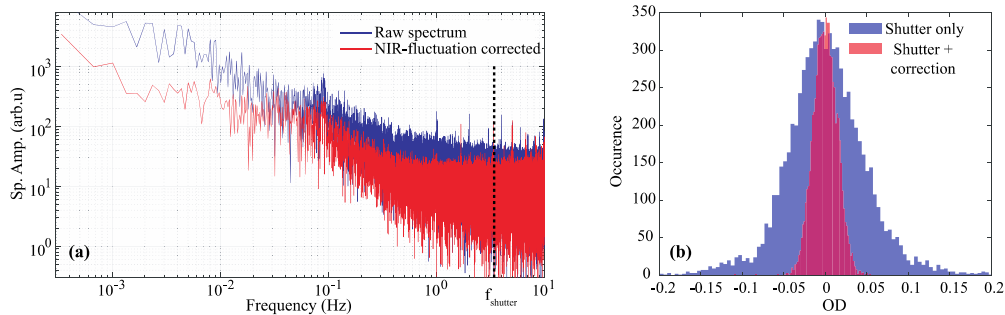 Raw spectrum
NIR-fluctuation corrected
10³
10²
10¹
10⁰
Sp. Amp. (arb.u)
(a)
10⁻³
10⁻²
10⁻¹
10⁰
10¹
Frequency (Hz)
f_shutter
Shutter only
Shutter +
correction
350
300
250
200
150
100
50
0
Occurence
(b)
-0.2
-0.15
-0.1
-0.05
0
0.05
0.1
0.15
0.2
OD